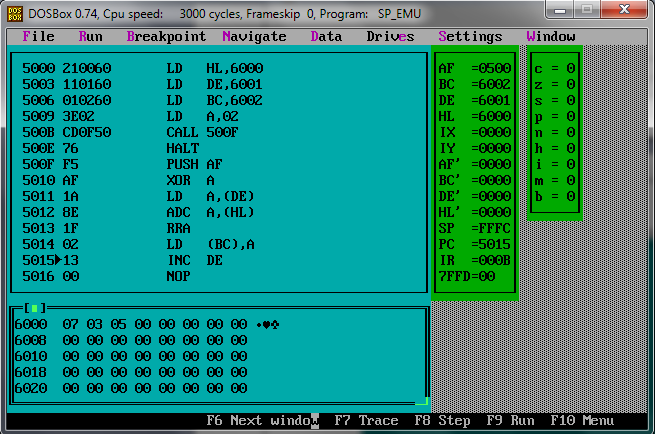 DOSBox 0.74, Cpu speed: 3000 cycles, Frameskip 0, Program: SP_EMU
File Run Breakpoint Navigate Data Drives Settings Window
5000 210060 LD HL,6000
5003 110160 LD DE,6001
5006 010260 LD BC,6002
5009 3E02 LD A,02
500B CD0F50 CALL 500F
500E 76 HALT
500F F5 PUSH AF
5010 AF XOR A
5011 1A LD A,(DE)
5012 8E ADC A,(HL)
5013 1F RRA
5014 02 LD (BC),A
5015►13 INC DE
5016 00 NOP
AF =0500
BC =6002
DE =6001
HL =6000
IX =0000
IY =0000
AF' =0000
BC' =0000
DE' =0000
HL' =0000
SP =FFFC
PC =5015
IR =000B
7FFD=00
c = 0
z = 0
s = 0
p = 0
n = 0
h = 0
i = 0
m = 0
b = 0
6000 07 03 05 00 00 00 00 00 •♥♣
6008 00 00 00 00 00 00 00 00
6010 00 00 00 00 00 00 00 00
6018 00 00 00 00 00 00 00 00
6020 00 00 00 00 00 00 00 00
F6 Next window F7 Trace F8 Step F9 Run F10 Menu